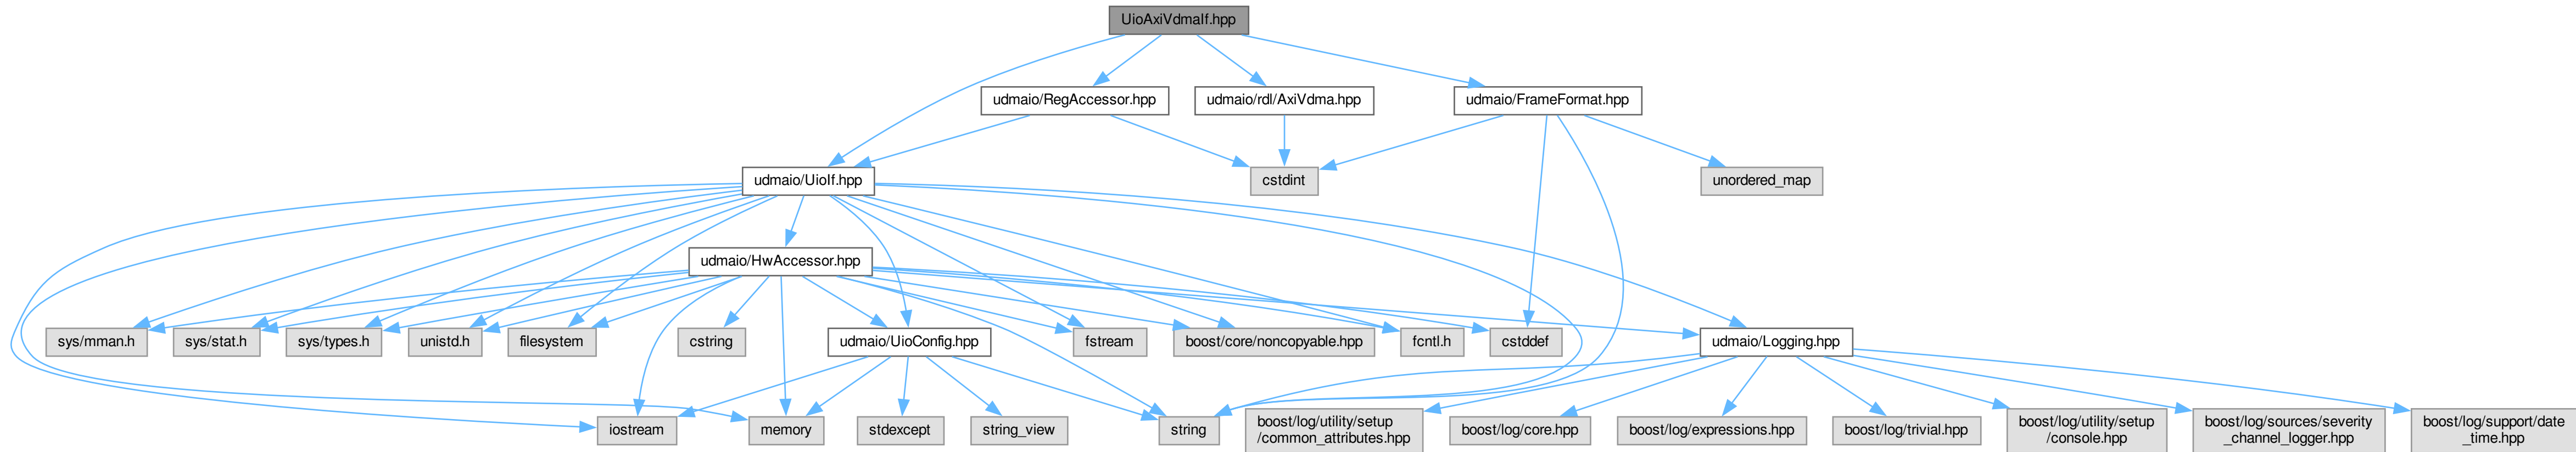 UioAxiVdmaIf.hpp
udmaio/RegAccessor.hpp
udmaio/rdl/AxiVdma.hpp
udmaio/FrameFormat.hpp
udmaio/UioIf.hpp
cstdint
unordered_map
udmaio/HwAccessor.hpp
sys/mman.h
sys/stat.h
sys/types.h
unistd.h
filesystem
cstring
udmaio/UioConfig.hpp
fstream
boost/core/noncopyable.hpp
fcntl.h
cstddef
udmaio/Logging.hpp
iostream
memory
stdexcept
string_view
string
boost/log/utility/setup
/common_attributes.hpp
boost/log/core.hpp
boost/log/expressions.hpp
boost/log/trivial.hpp
boost/log/utility/setup
/console.hpp
boost/log/sources/severity
_channel_logger.hpp
boost/log/support/date
_time.hpp